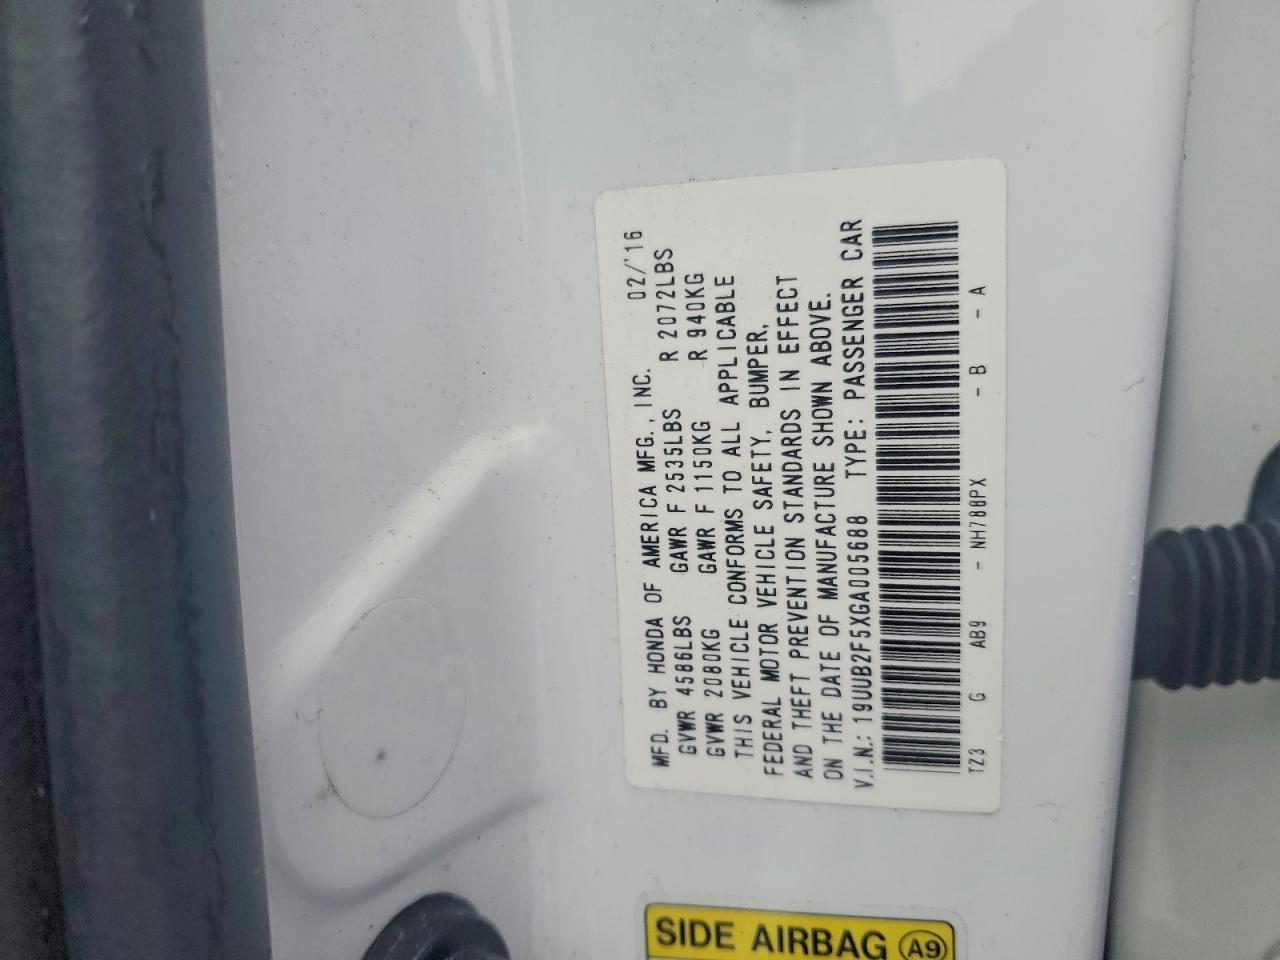 MFD. BY HONDA OF AMERICA MFG., INC. 02/'16
GVWR 4586LBS GAWR F 2535LBS R 2072LBS
GVWR 2080KG GAWR F 1150KG R 940KG
THIS VEHICLE CONFORMS TO ALL APPLICABLE
FEDERAL MOTOR VEHICLE SAFETY, BUMPER,
AND THEFT PREVENTION STANDARDS IN EFFECT
ON THE DATE OF MANUFACTURE SHOWN ABOVE.
V.I.N.: 19UUB2F5XGA005688 TYPE: PASSENGER CAR
TZ3 G AB9 - NH788PX - B - A
SIDE AIRBAG A9